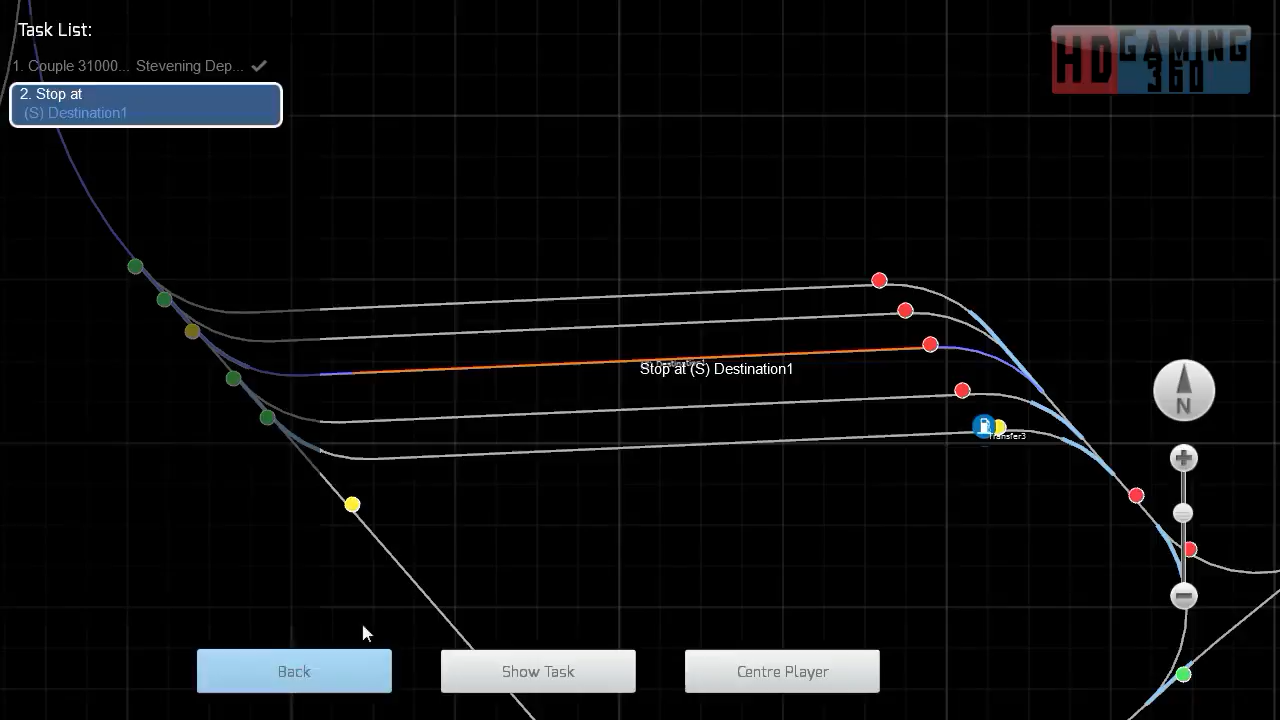 Task List:
1. Couple 31000... Stevening Dep...
2. Stop at
(S) Destination1
HD GAMING
360
Stop at (S) Destination1
Transfer3
N
Back
Show Task
Centre Player